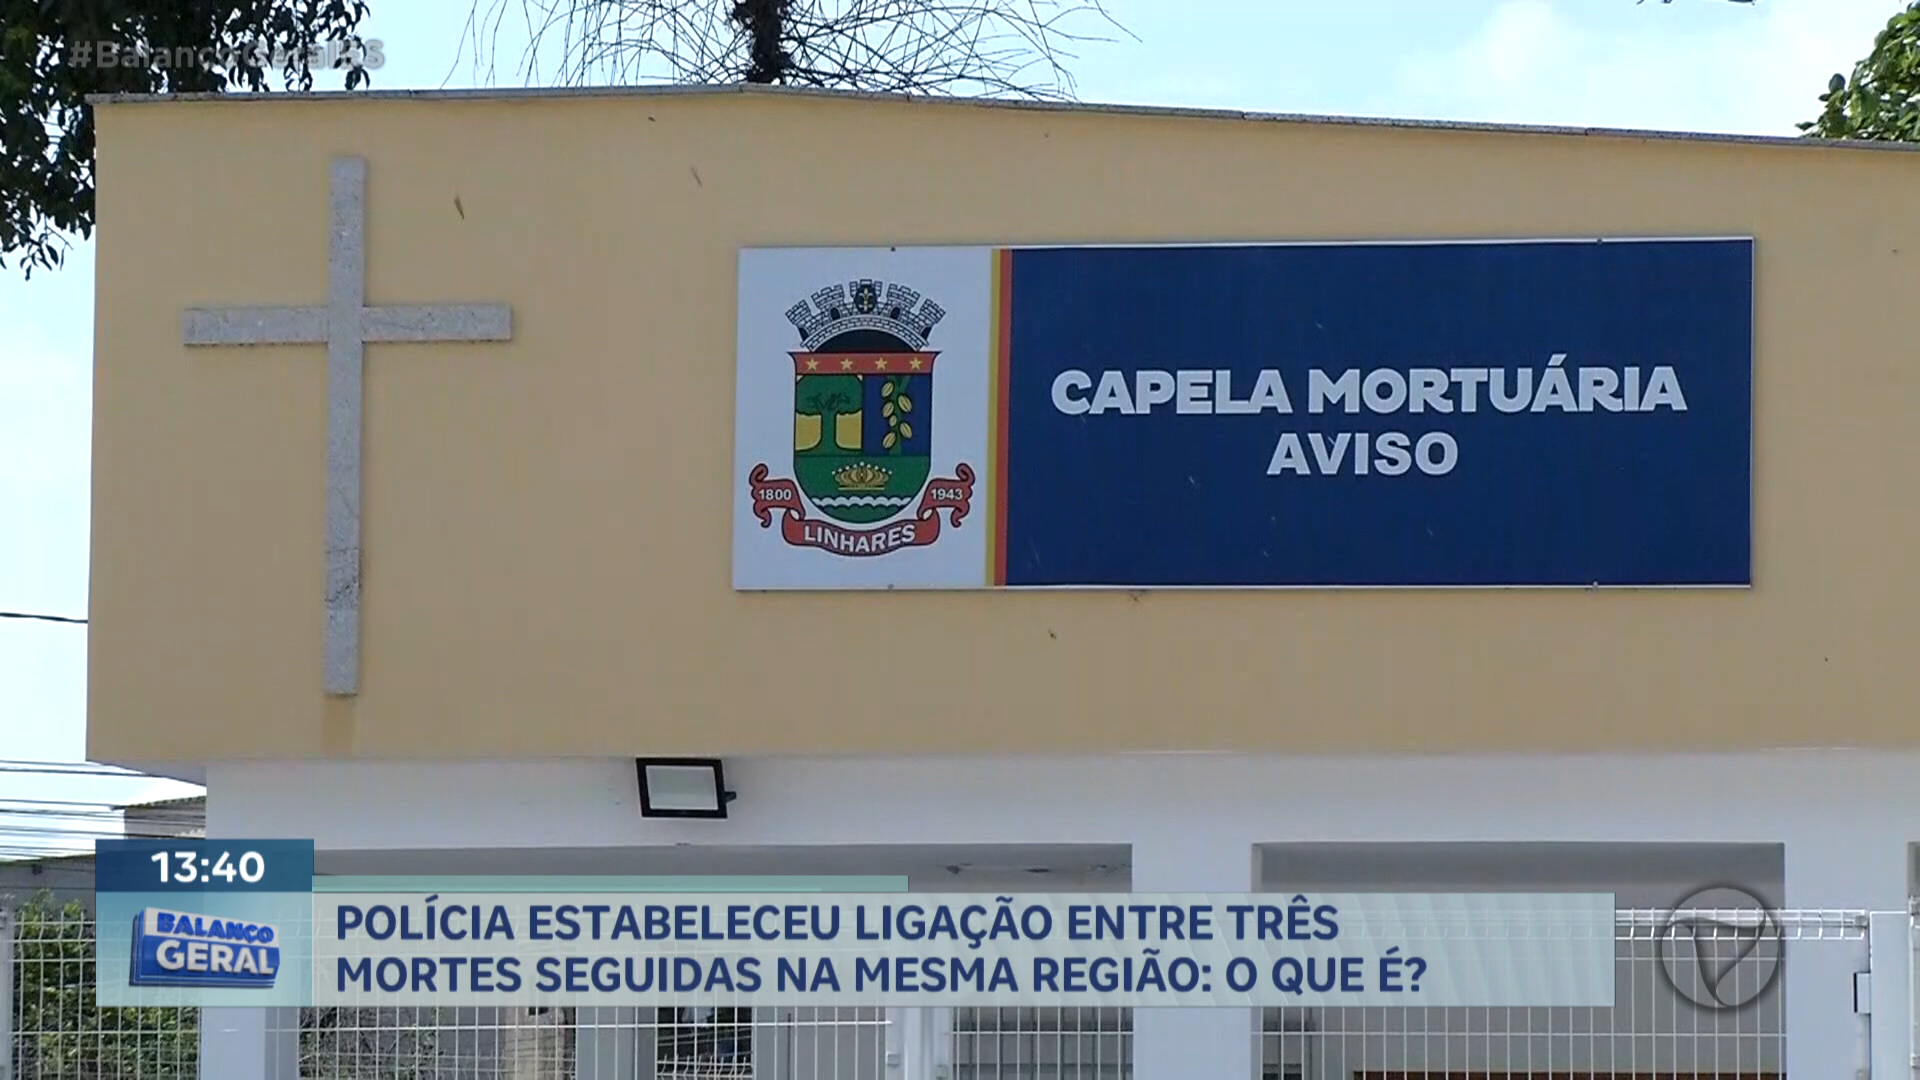 #BalançoGeralES
CAPELA MORTUÁRIA
AVISO
1800
1943
LINHARES
13:40
BALANÇO
GERAL
POLÍCIA ESTABELECEU LIGAÇÃO ENTRE TRÊS
MORTES SEGUIDAS NA MESMA REGIÃO: O QUE É?